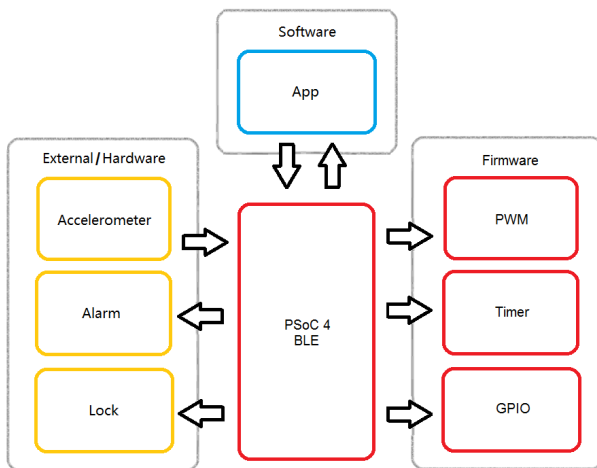 Software
App
External/Hardware
Accelerometer
Alarm
Lock
PSoC 4
BLE
Firmware
PWM
Timer
GPIO